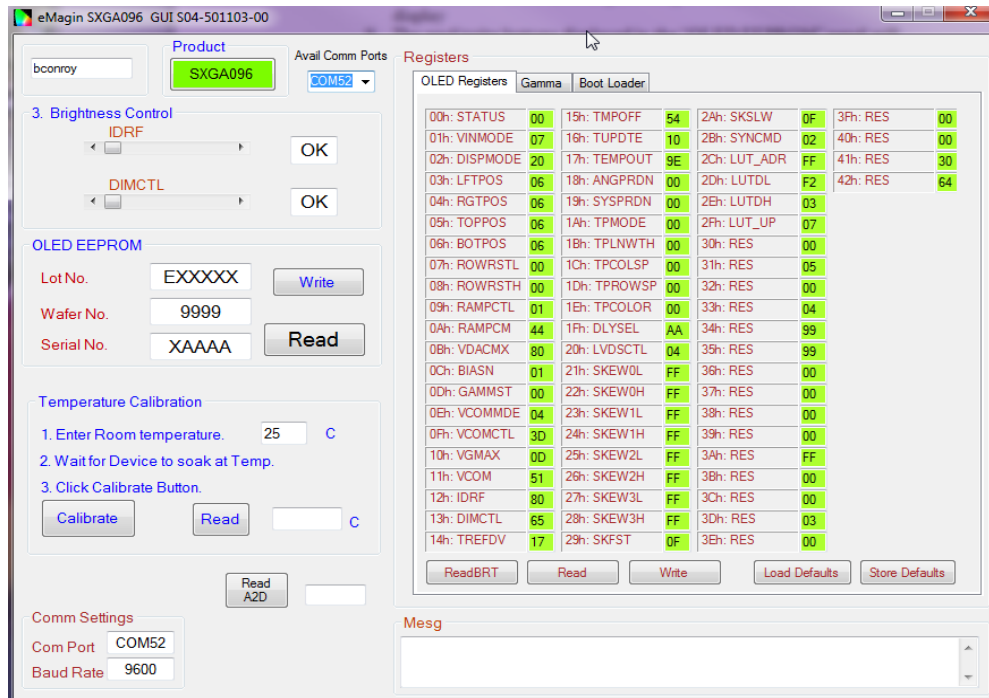 eMagin SXGA096 GUI S04-501103-00
bconroy
Product
SXGA096
Avail Comm Ports
COM52
3. Brightness Control
IDRF
OK
DIMCTL
OK
OLED EEPROM
Lot No. EXXXXX Write
Wafer No. 9999
Serial No. XAAAA Read
Temperature Calibration
1. Enter Room temperature. 25 C
2. Wait for Device to soak at Temp.
3. Click Calibrate Button.
Calibrate Read C
Read
A2D
Comm Settings
Com Port COM52
Baud Rate 9600
Registers
OLED Registers Gamma Boot Loader
00h: STATUS 00 15h: TMPOFF 54 2Ah: SKSLW 0F 3Fh: RES 00
01h: VINMODE 07 16h: TUPDTE 10 2Bh: SYNCMD 02 40h: RES 00
02h: DISPMODE 20 17h: TEMPOUT 9E 2Ch: LUT_ADR FF 41h: RES 30
03h: LFTPOS 06 18h: ANGPRDN 00 2Dh: LUTDL F2 42h: RES 64
04h: RGTPOS 06 19h: SYSPRDN 00 2Eh: LUTDH 03
05h: TOPPOS 06 1Ah: TPMODE 00 2Fh: LUT_UP 07
06h: BOTPOS 06 1Bh: TPLNWTH 00 30h: RES 00
07h: ROWRSTL 00 1Ch: TPCOLSP 00 31h: RES 05
08h: ROWRSTH 00 1Dh: TPROWSP 00 32h: RES 00
09h: RAMPCTL 01 1Eh: TPCOLOR 00 33h: RES 04
0Ah: RAMPCM 44 1Fh: DLYSEL AA 34h: RES 99
0Bh: VDACMX 80 20h: LVDSCTL 04 35h: RES 99
0Ch: BIASN 01 21h: SKEW0L FF 36h: RES 00
0Dh: GAMMST 00 22h: SKEW0H FF 37h: RES 00
0Eh: VCOMMDE 04 23h: SKEW1L FF 38h: RES 00
0Fh: VCOMCTL 3D 24h: SKEW1H FF 39h: RES 00
10h: VGMAX 0D 25h: SKEW2L FF 3Ah: RES FF
11h: VCOM 51 26h: SKEW2H FF 3Bh: RES 00
12h: IDRF 80 27h: SKEW3L FF 3Ch: RES 00
13h: DIMCTL 65 28h: SKEW3H FF 3Dh: RES 03
14h: TREFDV 17 29h: SKFST 0F 3Eh: RES 00
ReadBRT Read Write Load Defaults Store Defaults
Mesg